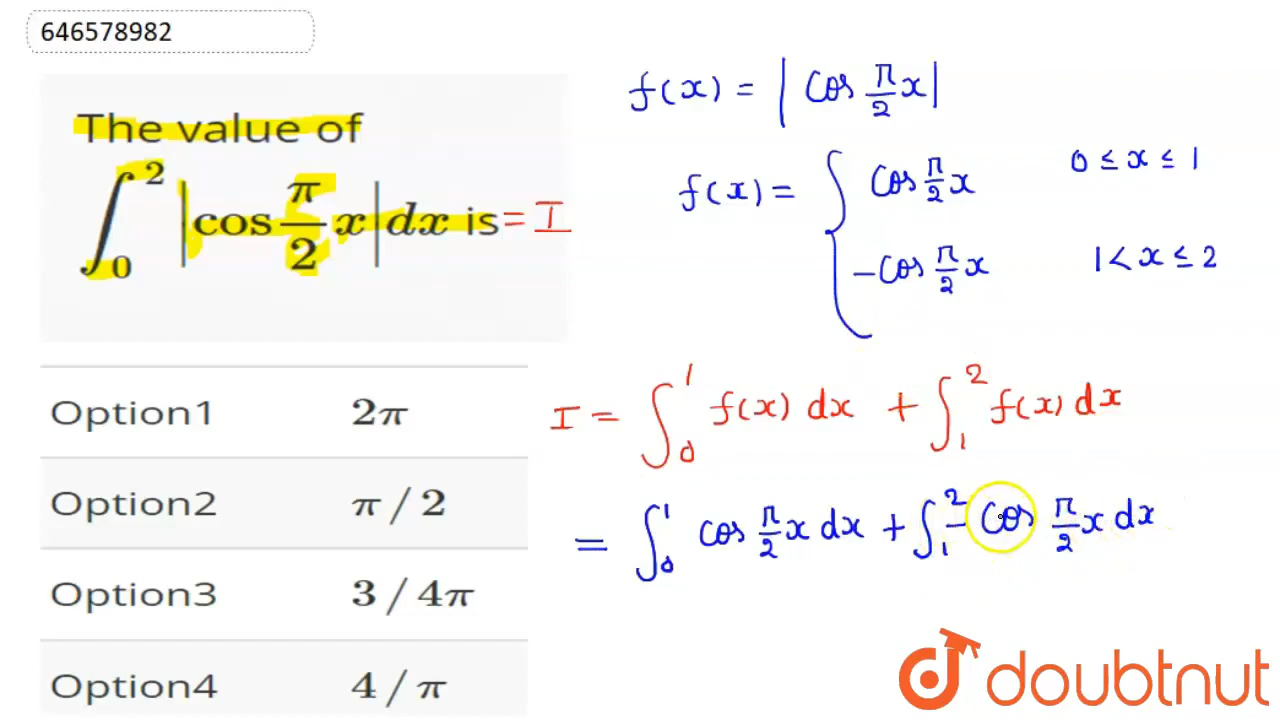 646578982
The value of
∫₀² |cos π/2 x| dx is = I
Option1 2π
Option2 π / 2
Option3 3 / 4π
Option4 4 / π
f(x) = |cos π/2 x|
f(x) = { cos π/2 x 0 ≤ x ≤ 1
-cos π/2 x 1 < x ≤ 2
I = ∫₀¹ f(x) dx + ∫₁² f(x) dx
= ∫₀¹ cos π/2 x dx + ∫₁² - cos π/2 x dx
doubtnut